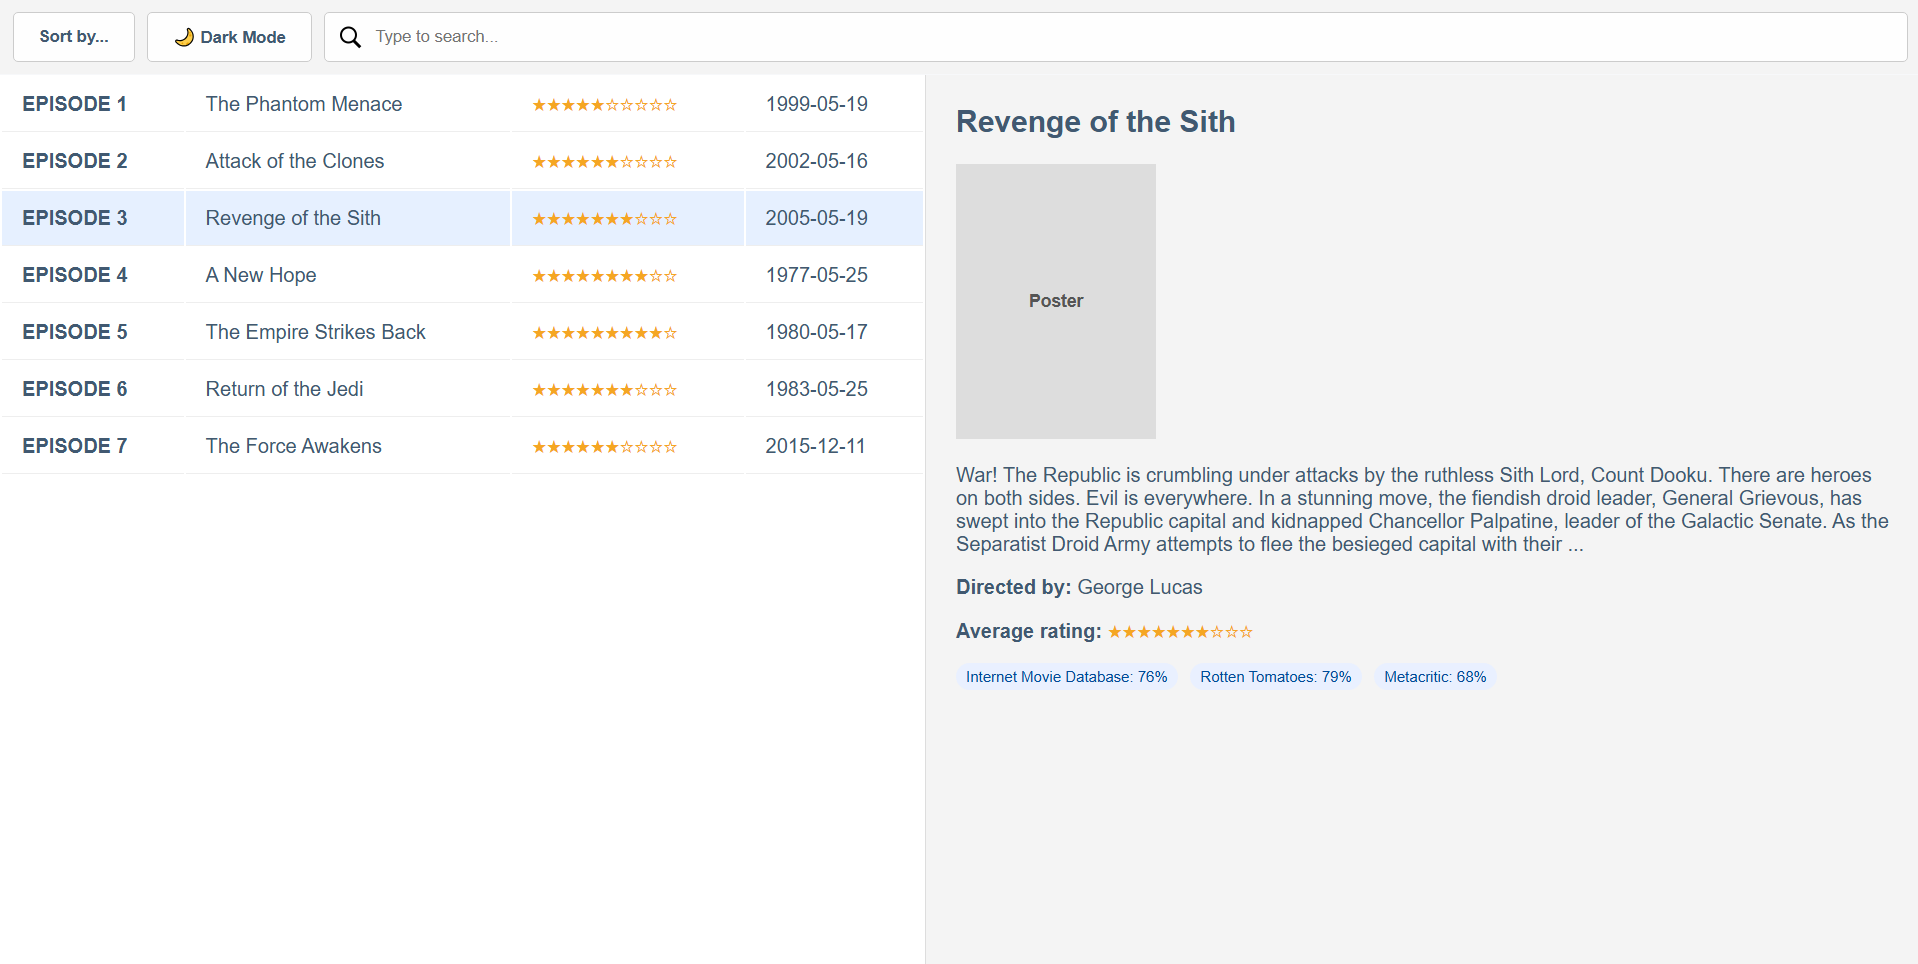 Sort by...
🌙 Dark Mode
Type to search...
EPISODE 1 The Phantom Menace ★★★★★☆☆☆☆☆ 1999-05-19
EPISODE 2 Attack of the Clones ★★★★★★☆☆☆☆ 2002-05-16
EPISODE 3 Revenge of the Sith ★★★★★★★☆☆☆ 2005-05-19
EPISODE 4 A New Hope ★★★★★★★★☆☆ 1977-05-25
EPISODE 5 The Empire Strikes Back ★★★★★★★★★☆ 1980-05-17
EPISODE 6 Return of the Jedi ★★★★★★★☆☆☆ 1983-05-25
EPISODE 7 The Force Awakens ★★★★★★☆☆☆☆ 2015-12-11
Revenge of the Sith
Poster
War! The Republic is crumbling under attacks by the ruthless Sith Lord, Count Dooku. There are heroes
on both sides. Evil is everywhere. In a stunning move, the fiendish droid leader, General Grievous, has
swept into the Republic capital and kidnapped Chancellor Palpatine, leader of the Galactic Senate. As the
Separatist Droid Army attempts to flee the besieged capital with their ...
Directed by: George Lucas
Average rating: ★★★★★★★☆☆☆
Internet Movie Database: 76% Rotten Tomatoes: 79% Metacritic: 68%